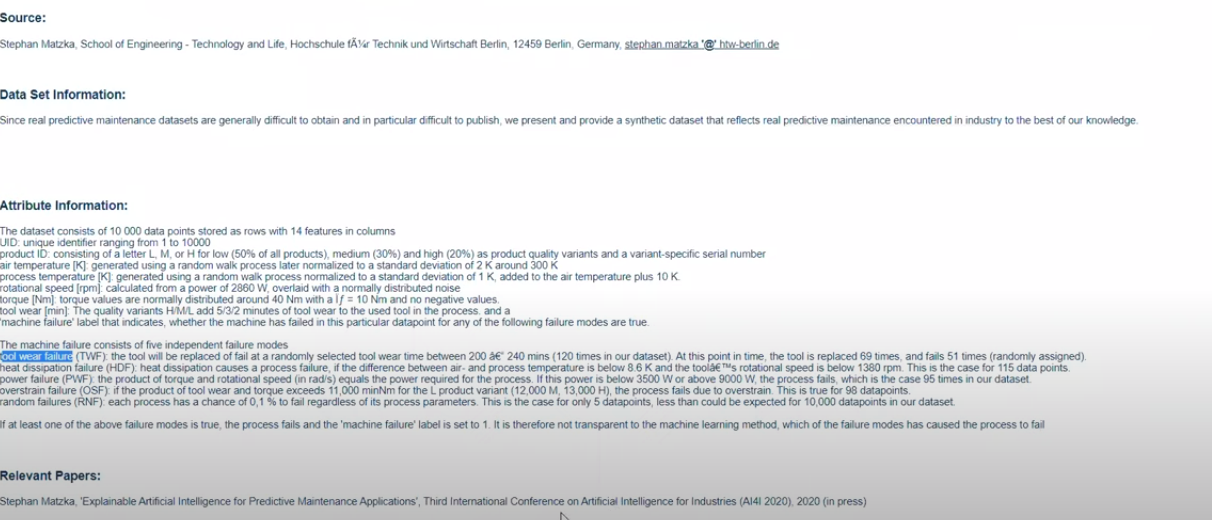 Source:
Stephan Matzka, School of Engineering - Technology and Life, Hochschule fÃ¼r Technik und Wirtschaft Berlin, 12459 Berlin, Germany, stephan.matzka '@' htw-berlin.de
Data Set Information:
Since real predictive maintenance datasets are generally difficult to obtain and in particular difficult to publish, we present and provide a synthetic dataset that reflects real predictive maintenance encountered in industry to the best of our knowledge.
Attribute Information:
The dataset consists of 10 000 data points stored as rows with 14 features in columns
UID: unique identifier ranging from 1 to 10000
product ID: consisting of a letter L, M, or H for low (50% of all products), medium (30%) and high (20%) as product quality variants and a variant-specific serial number
air temperature [K]: generated using a random walk process later normalized to a standard deviation of 2 K around 300 K
process temperature [K]: generated using a random walk process normalized to a standard deviation of 1 K, added to the air temperature plus 10 K.
rotational speed [rpm]: calculated from a power of 2860 W, overlaid with a normally distributed noise
torque [Nm]: torque values are normally distributed around 40 Nm with a Ïƒ = 10 Nm and no negative values.
tool wear [min]: The quality variants H/M/L add 5/3/2 minutes of tool wear to the used tool in the process. and a
'machine failure' label that indicates, whether the machine has failed in this particular datapoint for any of the following failure modes are true.
The machine failure consists of five independent failure modes
tool wear failure (TWF): the tool will be replaced of fail at a randomly selected tool wear time between 200 â€“ 240 mins (120 times in our dataset). At this point in time, the tool is replaced 69 times, and fails 51 times (randomly assigned).
heat dissipation failure (HDF): heat dissipation causes a process failure, if the difference between air- and process temperature is below 8.6 K and the toolâ€™s rotational speed is below 1380 rpm. This is the case for 115 data points.
power failure (PWF): the product of torque and rotational speed (in rad/s) equals the power required for the process. If this power is below 3500 W or above 9000 W, the process fails, which is the case 95 times in our dataset.
overstrain failure (OSF): if the product of tool wear and torque exceeds 11,000 minNm for the L product variant (12,000 M, 13,000 H), the process fails due to overstrain. This is true for 98 datapoints.
random failures (RNF): each process has a chance of 0,1 % to fail regardless of its process parameters. This is the case for only 5 datapoints, less than could be expected for 10,000 datapoints in our dataset.
If at least one of the above failure modes is true, the process fails and the 'machine failure' label is set to 1. It is therefore not transparent to the machine learning method, which of the failure modes has caused the process to fail
Relevant Papers:
Stephan Matzka, 'Explainable Artificial Intelligence for Predictive Maintenance Applications', Third International Conference on Artificial Intelligence for Industries (AI4I 2020), 2020 (in press)